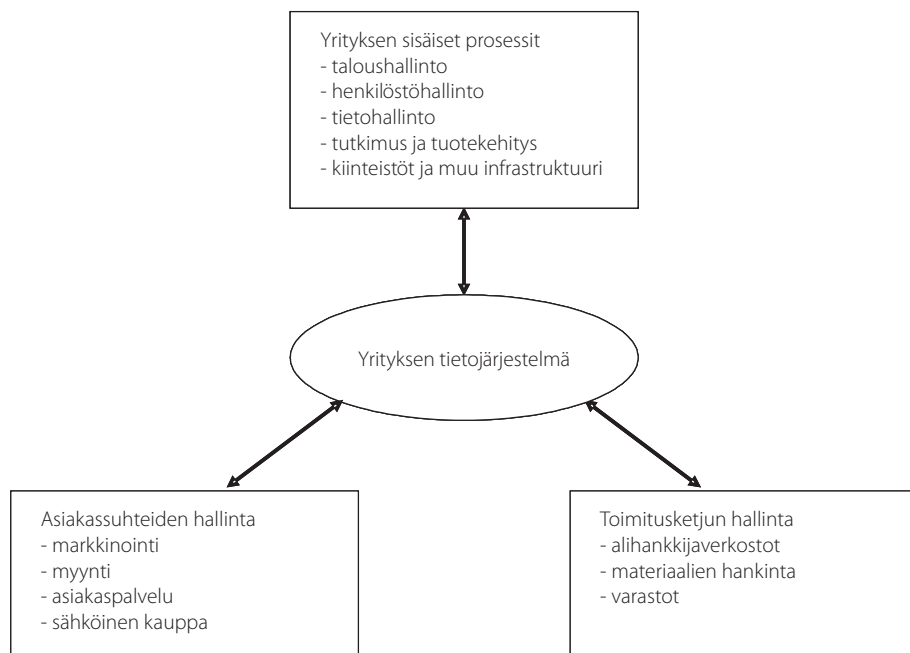 Yrityksen sisäiset prosessit
- taloushallinto
- henkilöstöhallinto
- tietohallinto
- tutkimus ja tuotekehitys
- kiinteistöt ja muu infrastruktuuri
Yrityksen tietojärjestelmä
Asiakassuhteiden hallinta
- markkinointi
- myynti
- asiakaspalvelu
- sähköinen kauppa
Toimitusketjun hallinta
- alihankkijaverkostot
- materiaalien hankinta
- varastot